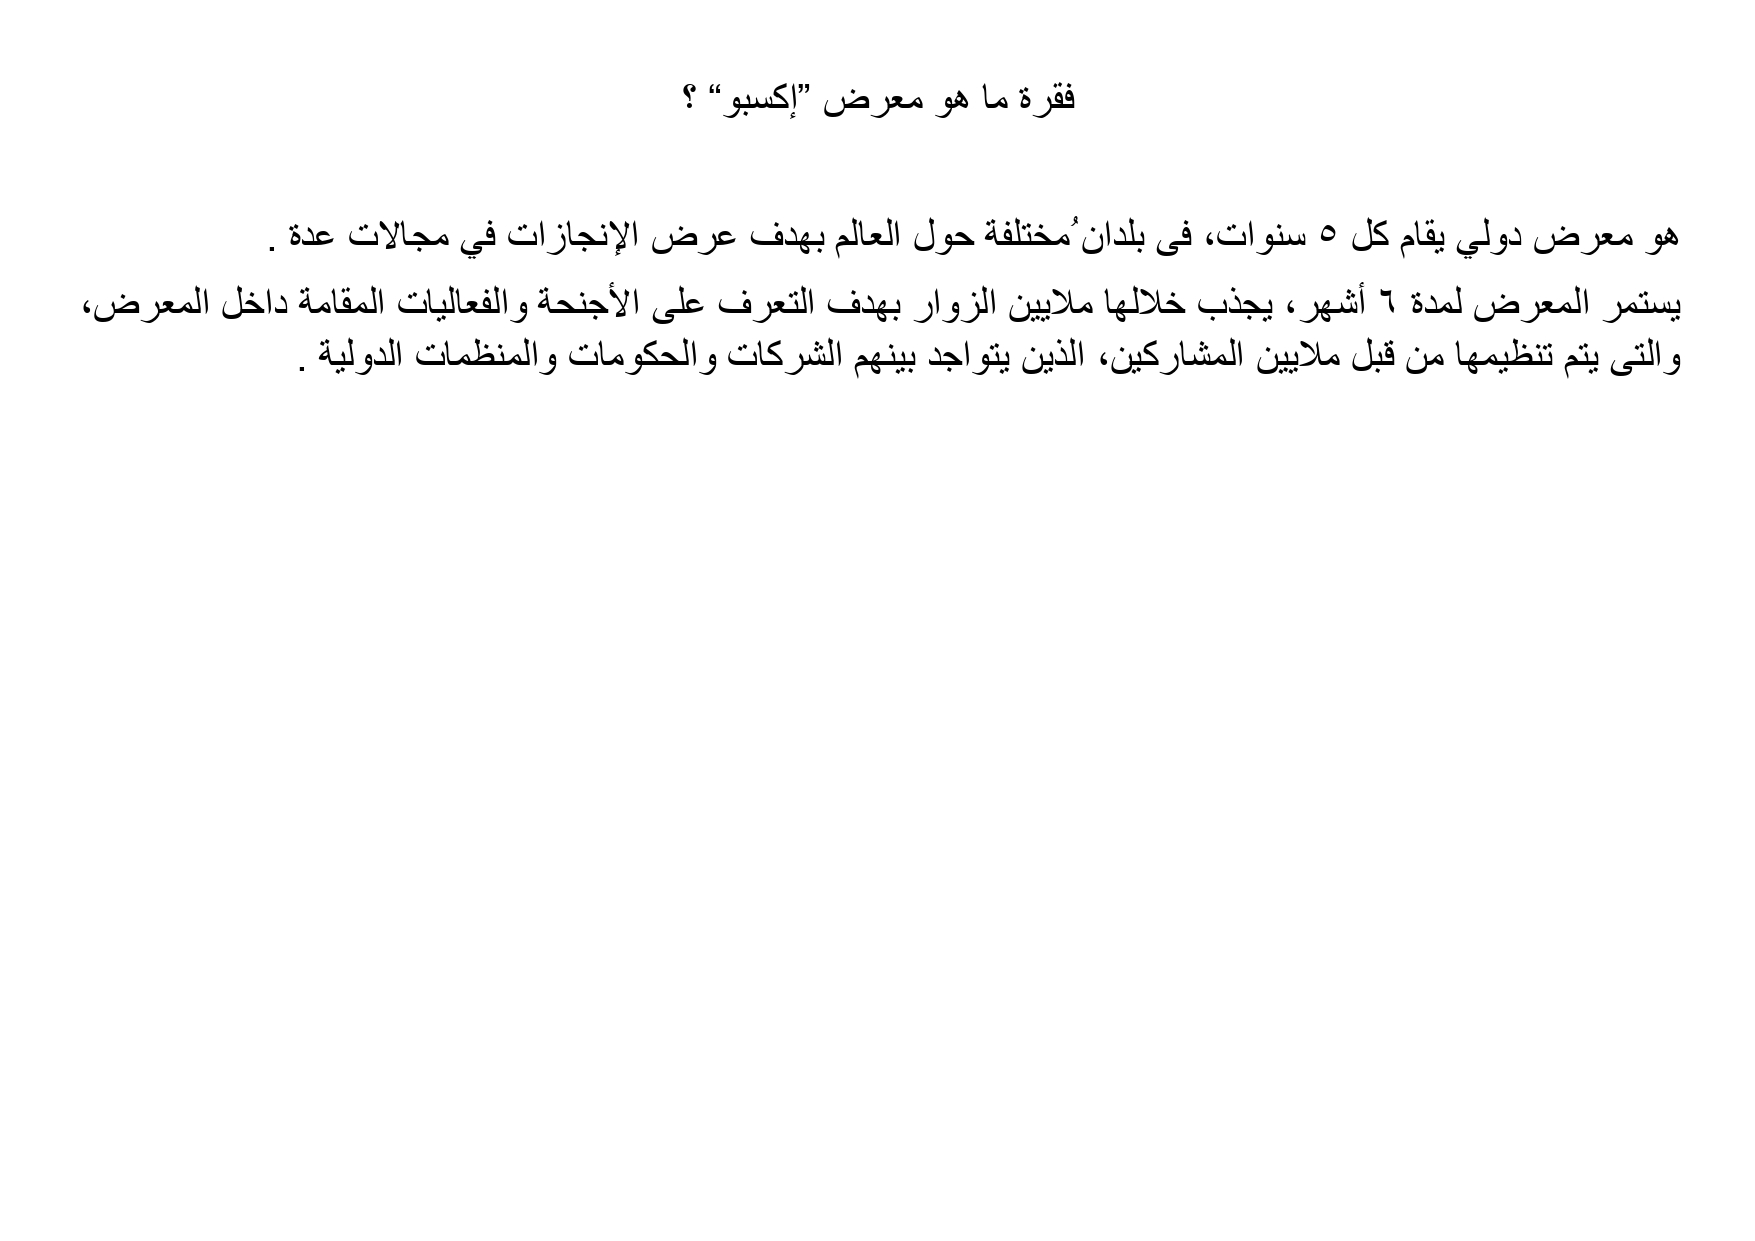 فقرة ما هو معرض ”إكسبو“ ؟
هو معرض دولي يقام كل ٥ سنوات، فى بلدان ُمختلفة حول العالم بهدف عرض الإنجازات في مجالات عدة .
يستمر المعرض لمدة ٦ أشهر، يجذب خلالها ملايين الزوار بهدف التعرف على الأجنحة والفعاليات المقامة داخل المعرض،
والتى يتم تنظيمها من قبل ملايين المشاركين، الذين يتواجد بينهم الشركات والحكومات والمنظمات الدولية .